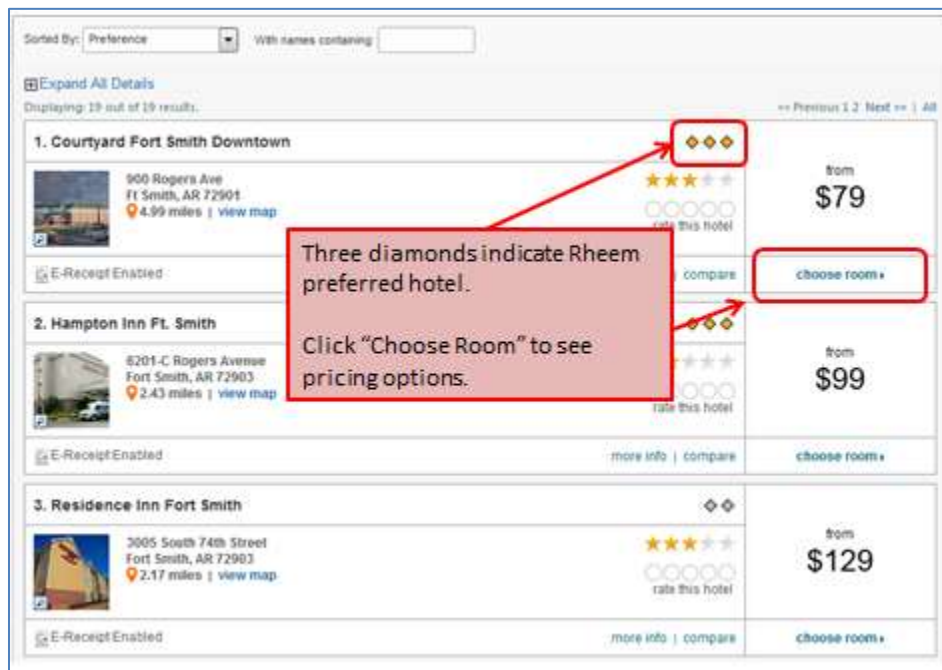 Sorted By: Preference With names containing
Expand All Details
Displaying: 19 out of 19 results. << Previous 1 2 Next >> | All
1. Courtyard Fort Smith Downtown
900 Rogers Ave
Ft Smith, AR 72901
4.99 miles | view map
rate this hotel
from
$79
E-Receipt Enabled
compare
choose room
Three diamonds indicate Rheem
preferred hotel.
Click “Choose Room” to see
pricing options.
2. Hampton Inn Ft. Smith
6201-C Rogers Avenue
Fort Smith, AR 72903
2.43 miles | view map
rate this hotel
from
$99
E-Receipt Enabled
more info | compare
choose room
3. Residence Inn Fort Smith
3005 South 74th Street
Fort Smith, AR 72903
2.17 miles | view map
rate this hotel
from
$129
E-Receipt Enabled
more info | compare
choose room